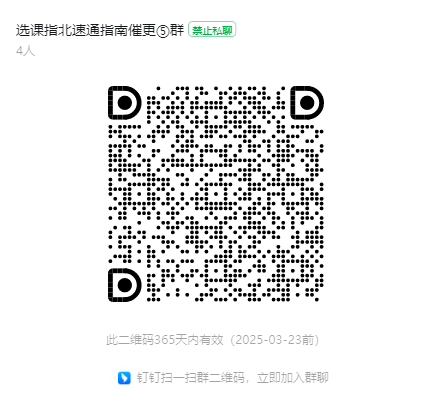 选课指北速通指南催更⑤群 禁止私聊
4人
此二维码365天内有效（2025-03-23前）
钉钉扫一扫群二维码，立即加入群聊